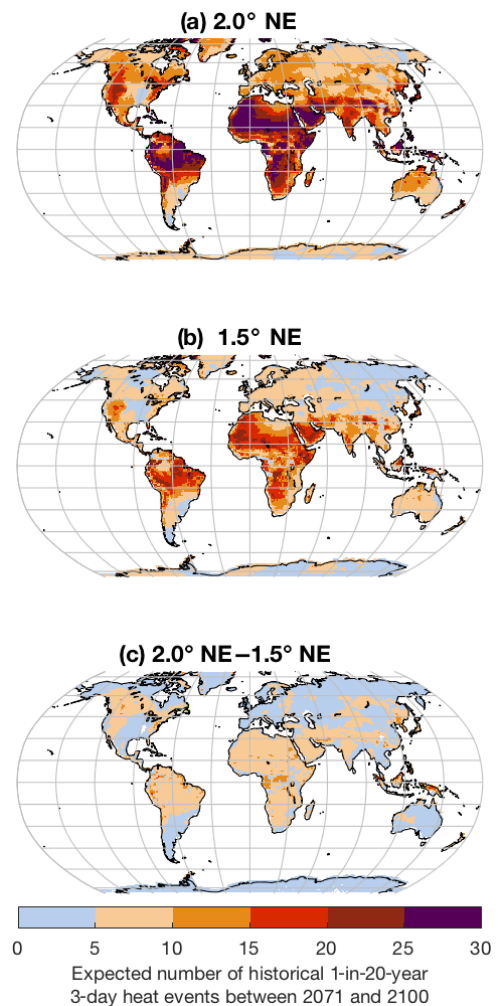 (a) 2.0° NE
(b) 1.5° NE
(c) 2.0° NE−1.5° NE
0 5 10 15 20 25 30
Expected number of historical 1-in-20-year
3-day heat events between 2071 and 2100